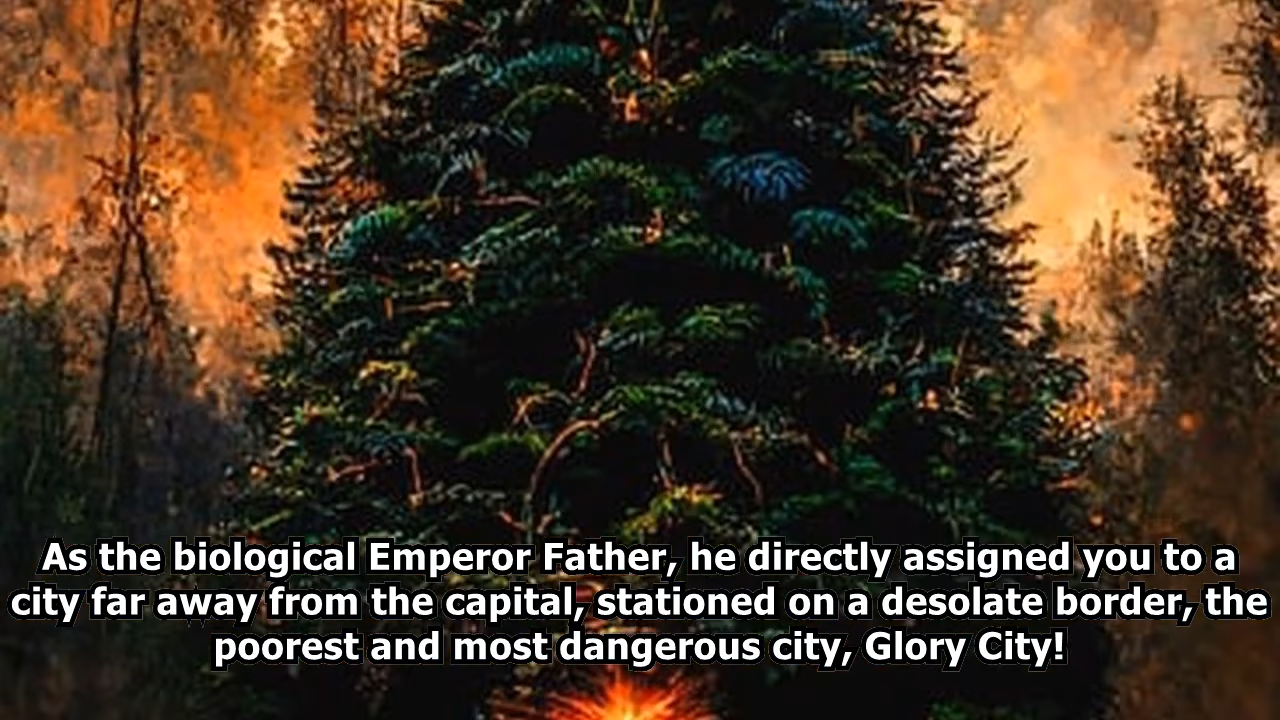 As the biological Emperor Father, he directly assigned you to a
city far away from the capital, stationed on a desolate border, the
poorest and most dangerous city, Glory City!